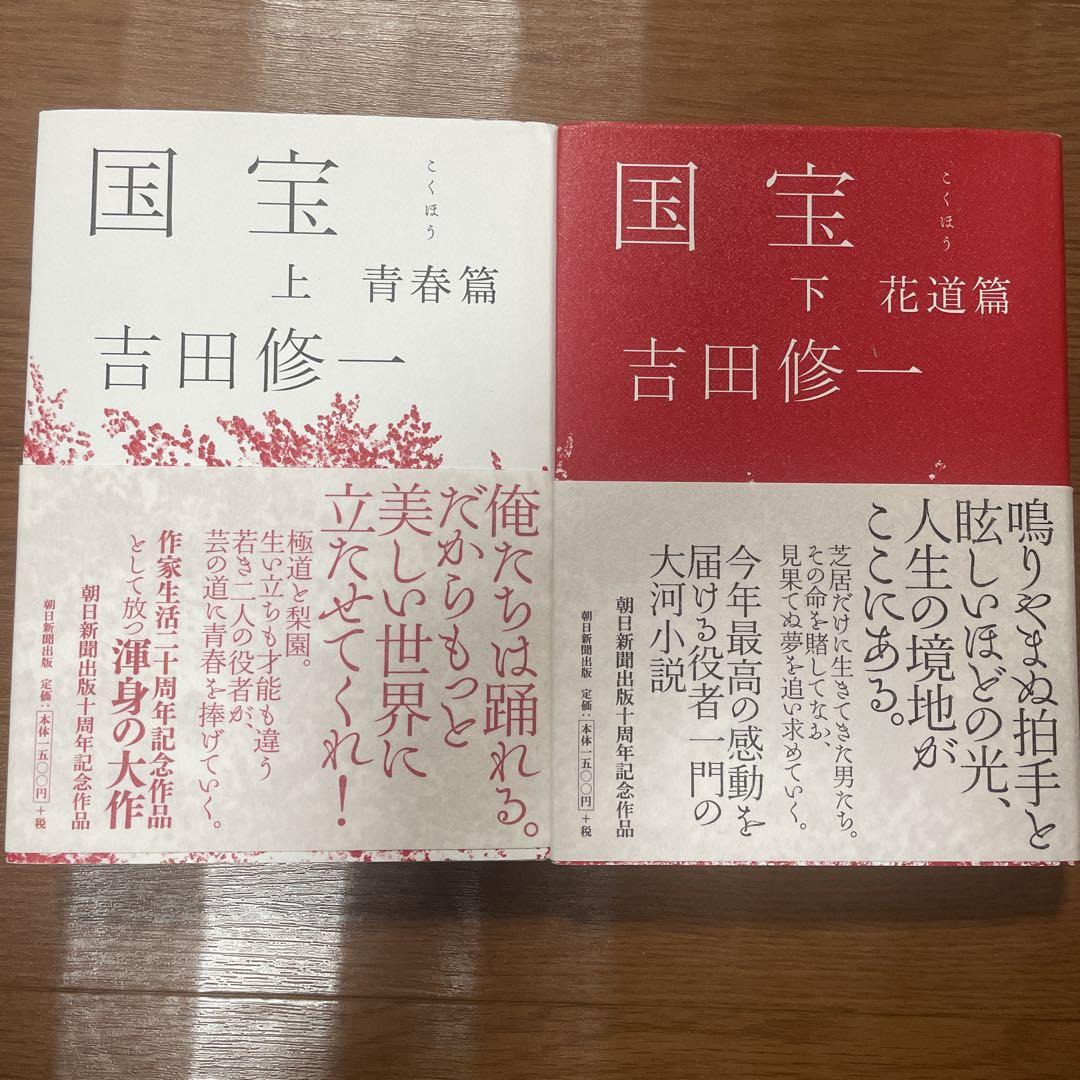 国宝
こくほう
上 青春篇
吉田修一
俺たちは踊れる。
だからもっと
美しい世界に
立たせてくれ！
極道と梨園。
生い立ちも才能も違う
若き二人の役者が、
芸の道に青春を捧げていく。
作家生活二十周年記念作品
として放つ渾身の大作
朝日新聞出版十周年記念作品
朝日新聞出版 定価:本体一五〇〇円+税
国宝
こくほう
下 花道篇
吉田修一
鳴りやまぬ拍手と
眩しいほどの光、
人生の境地が
ここにある。
芝居だけに生きてきた男たち。
その命を賭してなお、
見果てぬ夢を追い求めていく。
今年最高の感動を
届ける役者一門の
大河小説
朝日新聞出版十周年記念作品
朝日新聞出版 定価:本体一五〇〇円+税